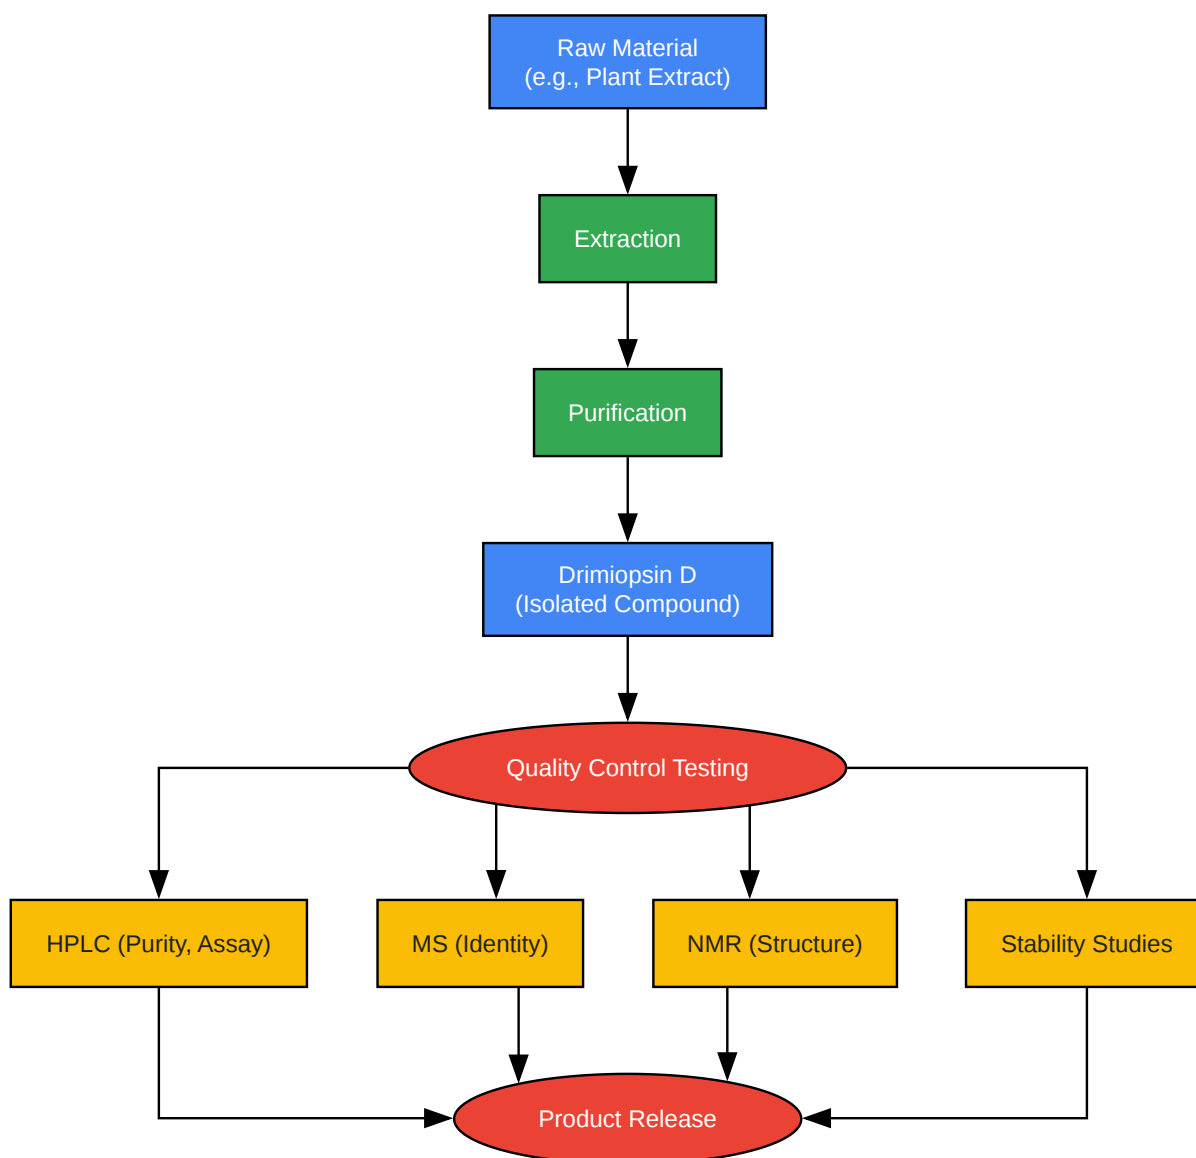 Raw Material
(e.g., Plant Extract)
Extraction
Purification
Drimiopsin D
(Isolated Compound)
Quality Control Testing
HPLC (Purity, Assay)
MS (Identity)
NMR (Structure)
Stability Studies
Product Release